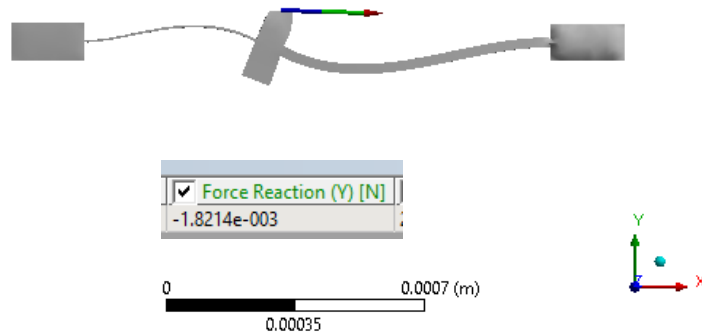 Force Reaction (Y) [N]
-1.8214e-003
Y
Z
X
0 0.0007 (m)
0.00035